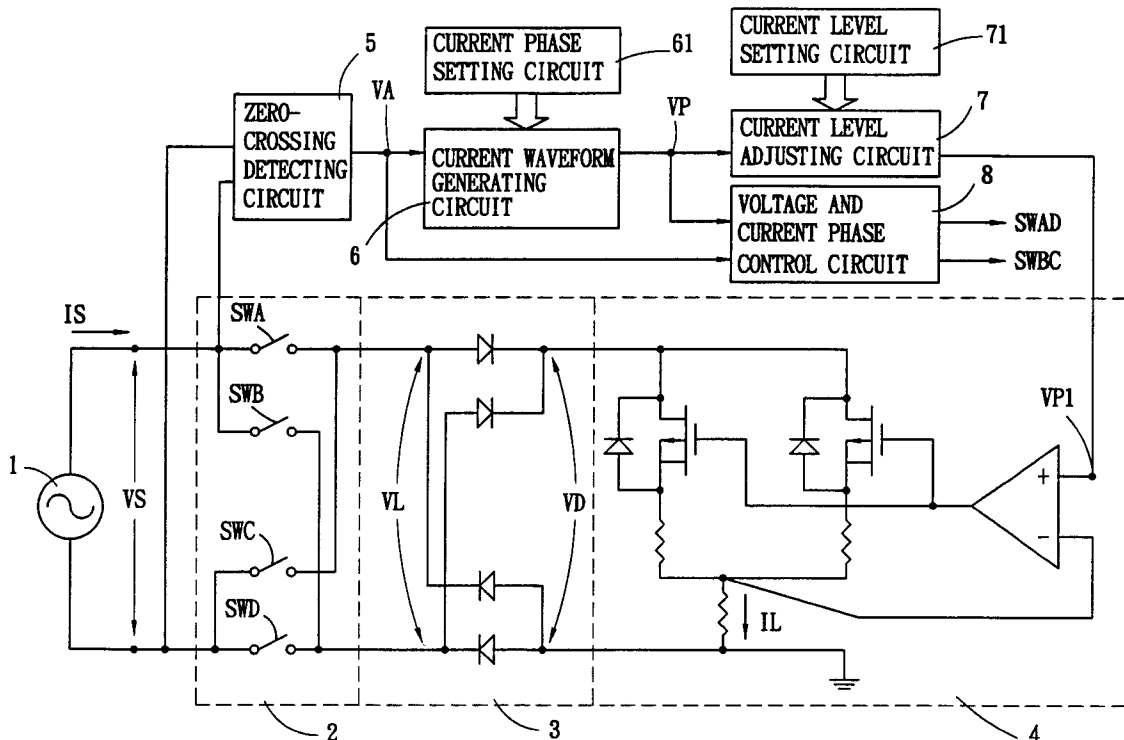 5
CURRENT PHASE
SETTING CIRCUIT
61
CURRENT LEVEL
SETTING CIRCUIT
71
VA
VP
ZERO-
CROSSING
DETECTING
CIRCUIT
CURRENT WAVEFORM
GENERATING
CIRCUIT
6
CURRENT LEVEL
ADJUSTING CIRCUIT
7
8
VOLTAGE AND
CURRENT PHASE
CONTROL CIRCUIT
SWAD
SWBC
IS
SWA
SWB
VP1
1
VS
VL
VD
+
-
SWC
SWD
IL
2
3
4